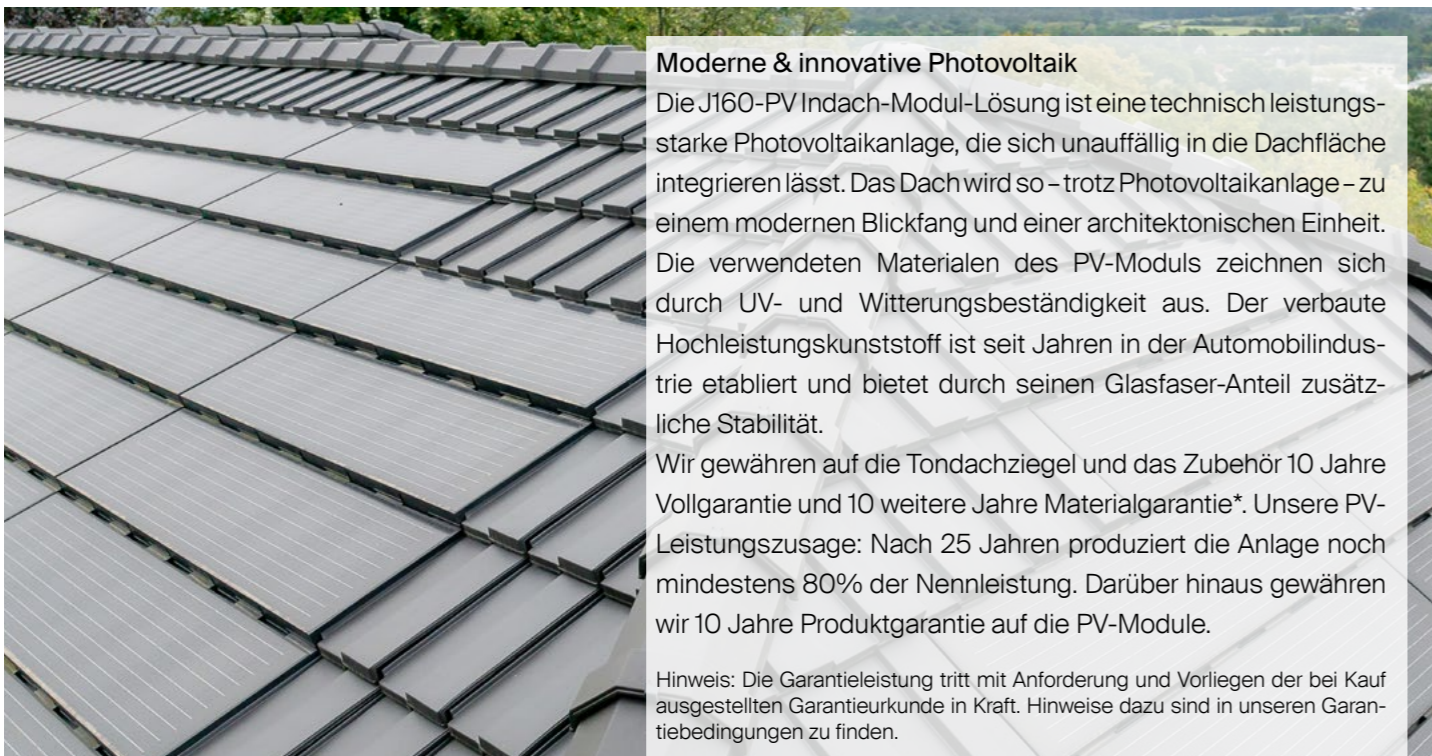 Moderne & innovative Photovoltaik
Die J160-PV Indach-Modul-Lösung ist eine technisch leistungs-
starke Photovoltaikanlage, die sich unauffällig in die Dachfläche
integrieren lässt. Das Dach wird so – trotz Photovoltaikanlage – zu
einem modernen Blickfang und einer architektonischen Einheit.
Die verwendeten Materialen des PV-Moduls zeichnen sich
durch UV- und Witterungsbeständigkeit aus. Der verbaute
Hochleistungskunststoff ist seit Jahren in der Automobilindus-
trie etabliert und bietet durch seinen Glasfaser-Anteil zusätz-
liche Stabilität.
Wir gewähren auf die Tondachziegel und das Zubehör 10 Jahre
Vollgarantie und 10 weitere Jahre Materialgarantie*. Unsere PV-
Leistungszusage: Nach 25 Jahren produziert die Anlage noch
mindestens 80% der Nennleistung. Darüber hinaus gewähren
wir 10 Jahre Produktgarantie auf die PV-Module.
Hinweis: Die Garantieleistung tritt mit Anforderung und Vorliegen der bei Kauf
ausgestellten Garantieurkunde in Kraft. Hinweise dazu sind in unseren Garan-
tiebedingungen zu finden.